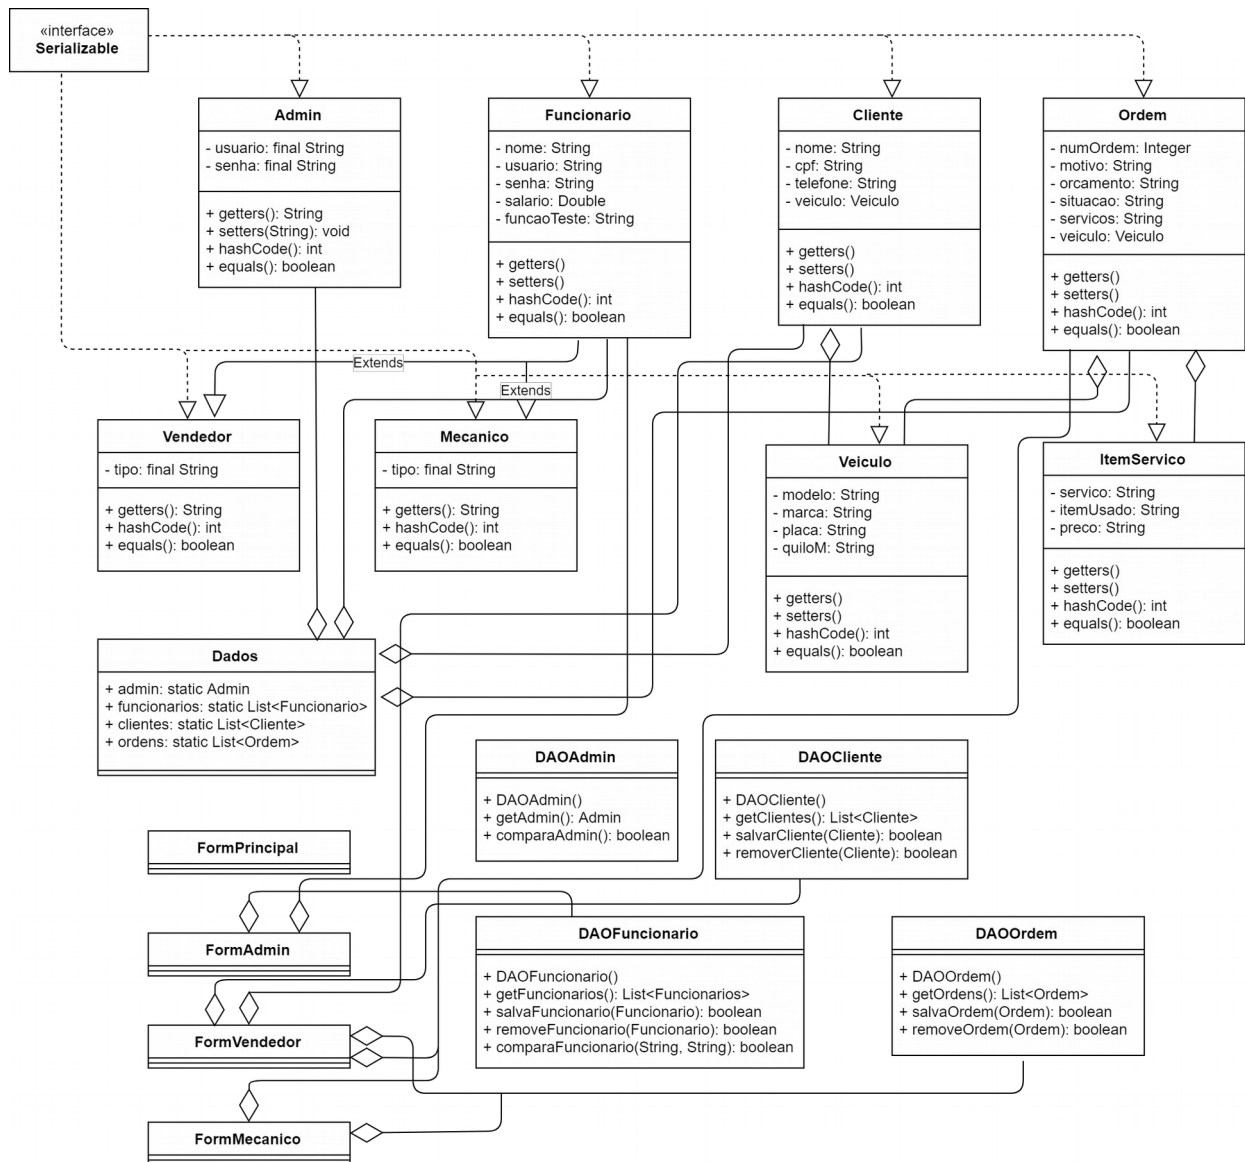 «interface»
Serializable
Admin
- usuario: final String
- senha: final String
+ getters(): String
+ setters(String): void
+ hashCode(): int
+ equals(): boolean
Funcionario
- nome: String
- usuario: String
- senha: String
- salario: Double
- funcaoTeste: String
+ getters()
+ setters()
+ hashCode(): int
+ equals(): boolean
Cliente
- nome: String
- cpf: String
- telefone: String
- veiculo: Veiculo
+ getters()
+ setters()
+ hashCode(): int
+ equals(): boolean
Ordem
- numOrdem: Integer
- motivo: String
- orcamento: String
- situacao: String
- servicos: String
- veiculo: Veiculo
+ getters()
+ setters()
+ hashCode(): int
+ equals(): boolean
Extends
Extends
Vendedor
- tipo: final String
+ getters(): String
+ hashCode(): int
+ equals(): boolean
Mecanico
- tipo: final String
+ getters(): String
+ hashCode(): int
+ equals(): boolean
Veiculo
- modelo: String
- marca: String
- placa: String
- quiloM: String
+ getters()
+ setters()
+ hashCode(): int
+ equals(): boolean
ItemServico
- servico: String
- itemUsado: String
- preco: String
+ getters()
+ setters()
+ hashCode(): int
+ equals(): boolean
Dados
+ admin: static Admin
+ funcionarios: static List<Funcionario>
+ clientes: static List<Cliente>
+ ordens: static List<Ordem>
DAOAdmin
+ DAOAdmin()
+ getAdmin(): Admin
+ comparaAdmin(): boolean
DAOCliente
+ DAOCliente()
+ getClientes(): List<Cliente>
+ salvarCliente(Cliente): boolean
+ removerCliente(Cliente): boolean
FormPrincipal
FormAdmin
DAOFuncionario
+ DAOFuncionario()
+ getFuncionarios(): List<Funcionarios>
+ salvaFuncionario(Funcionario): boolean
+ removeFuncionario(Funcionario): boolean
+ comparaFuncionario(String, String): boolean
DAOOrdem
+ DAOOrdem()
+ getOrdens(): List<Ordem>
+ salvaOrdem(Ordem): boolean
+ removeOrdem(Ordem): boolean
FormVendedor
FormMecanico